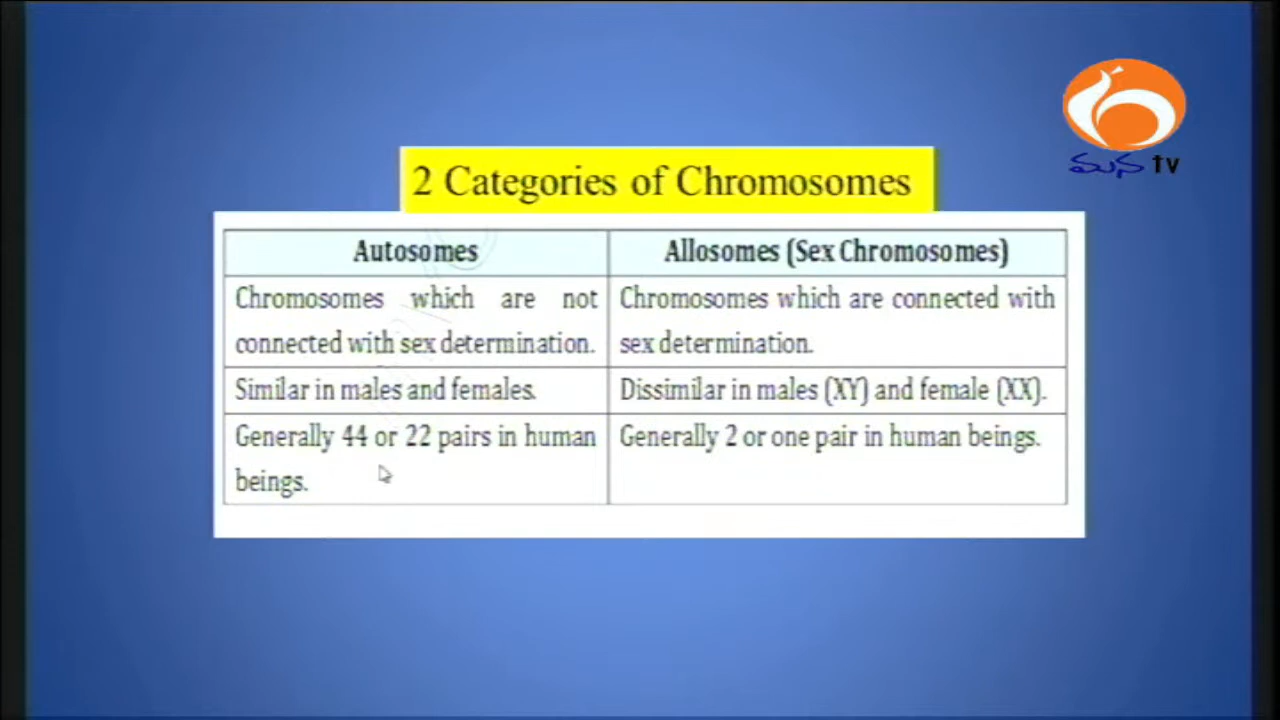 మన tv
2 Categories of Chromosomes
Autosomes
Allosomes (Sex Chromosomes)
Chromosomes which are not
connected with sex determination.
Chromosomes which are connected with
sex determination.
Similar in males and females.
Dissimilar in males (XY) and female (XX).
Generally 44 or 22 pairs in human
beings.
Generally 2 or one pair in human beings.